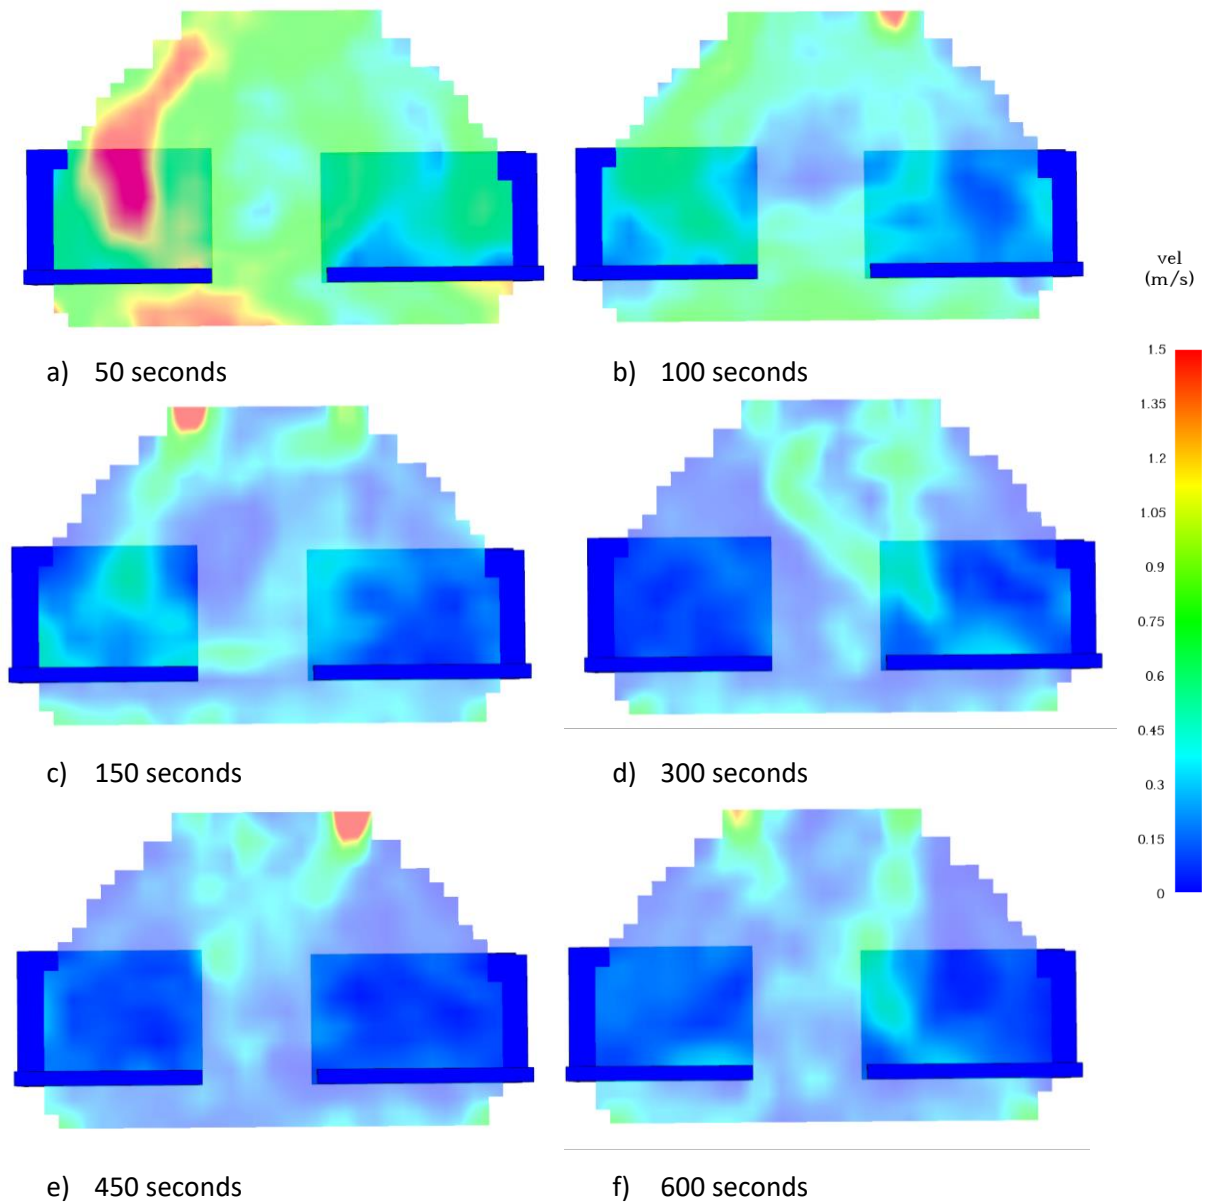 a) 50 seconds
b) 100 seconds
vel
(m/s)
1.5
1.35
1.2
1.05
0.9
0.75
0.6
0.45
0.3
0.15
0
c) 150 seconds
d) 300 seconds
e) 450 seconds
f) 600 seconds